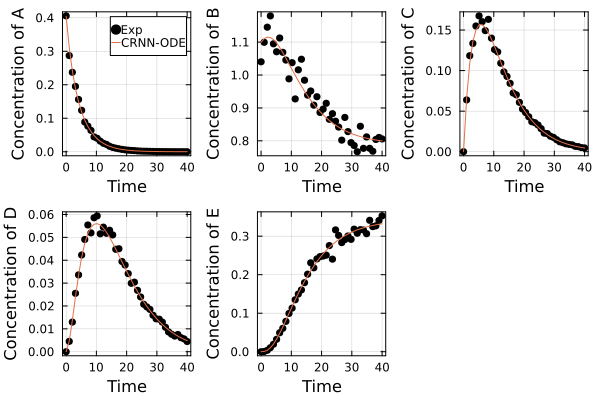 Concentration of A
0.4
0.3
0.2
0.1
0.0
0 10 20 30 40
Time
Exp
CRNN-ODE
Concentration of B
1.1
1.0
0.9
0.8
0 10 20 30 40
Time
Concentration of C
0.15
0.10
0.05
0.00
0 10 20 30 40
Time
Concentration of D
0.06
0.05
0.04
0.03
0.02
0.01
0.00
0 10 20 30 40
Time
Concentration of E
0.3
0.2
0.1
0.0
0 10 20 30 40
Time